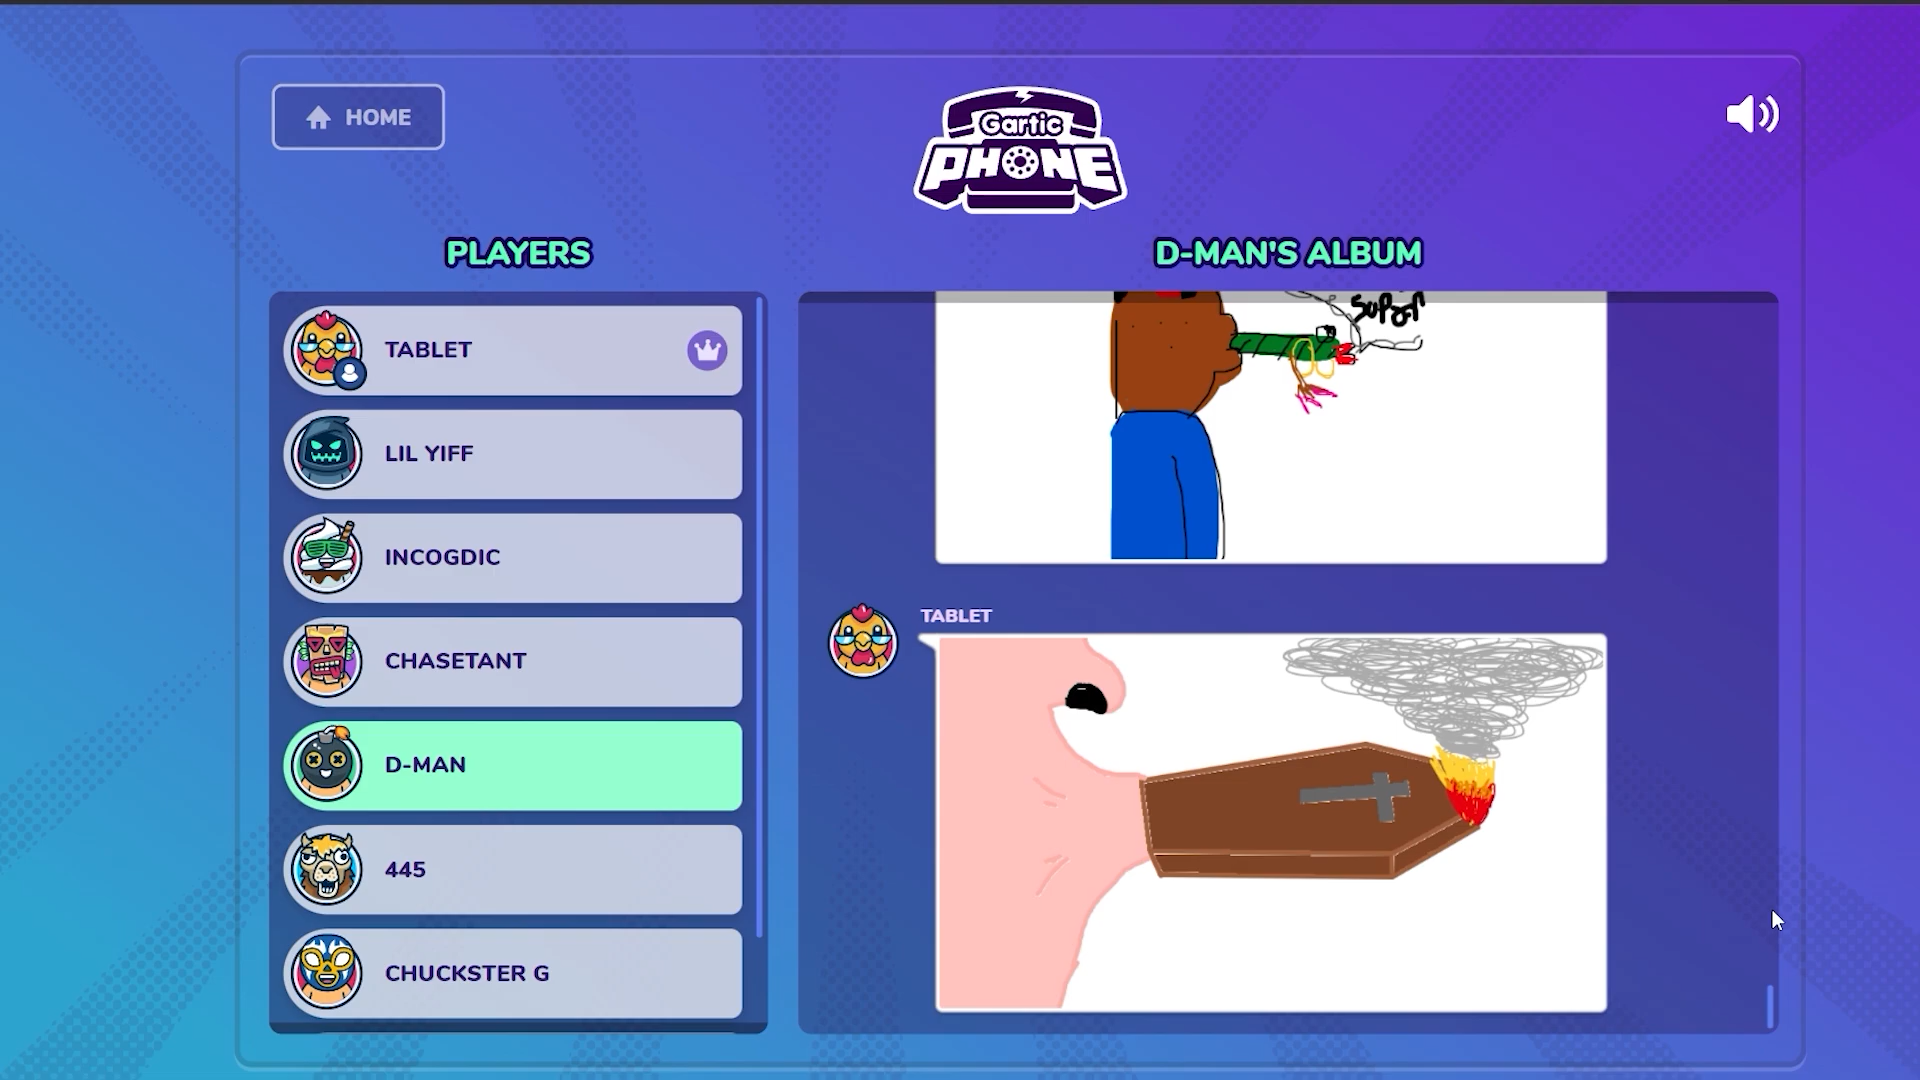 HOME
Gartic
PHONE
PLAYERS
D-MAN'S ALBUM
TABLET
LIL YIFF
INCOGDIC
CHASETANT
D-MAN
445
CHUCKSTER G
TABLET